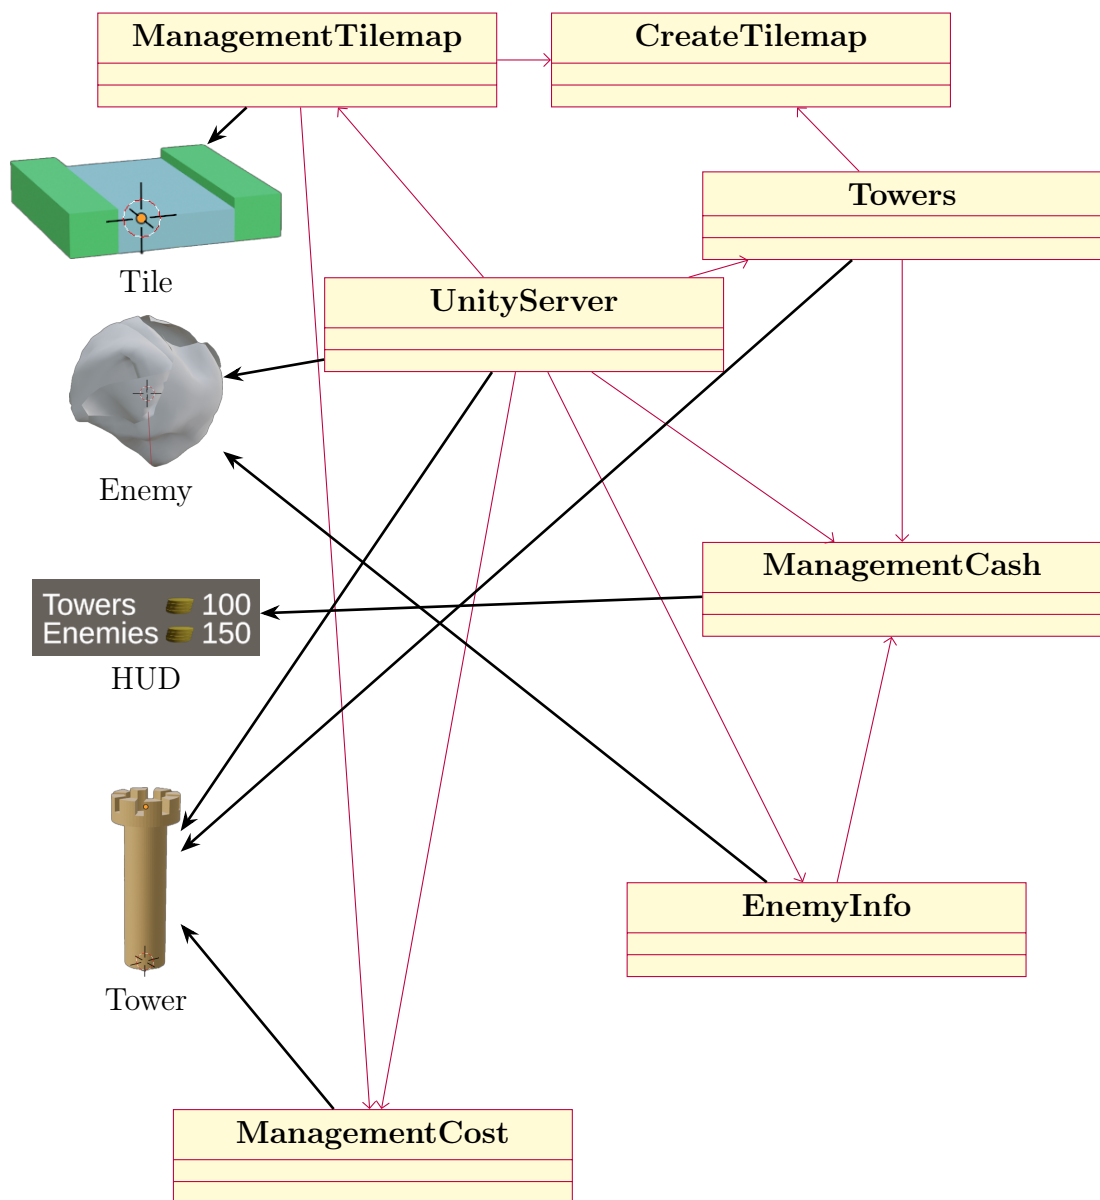 ManagementTilemap
CreateTilemap
Towers
Tile
UnityServer
Enemy
ManagementCash
Towers 100
Enemies 150
HUD
EnemyInfo
Tower
ManagementCost